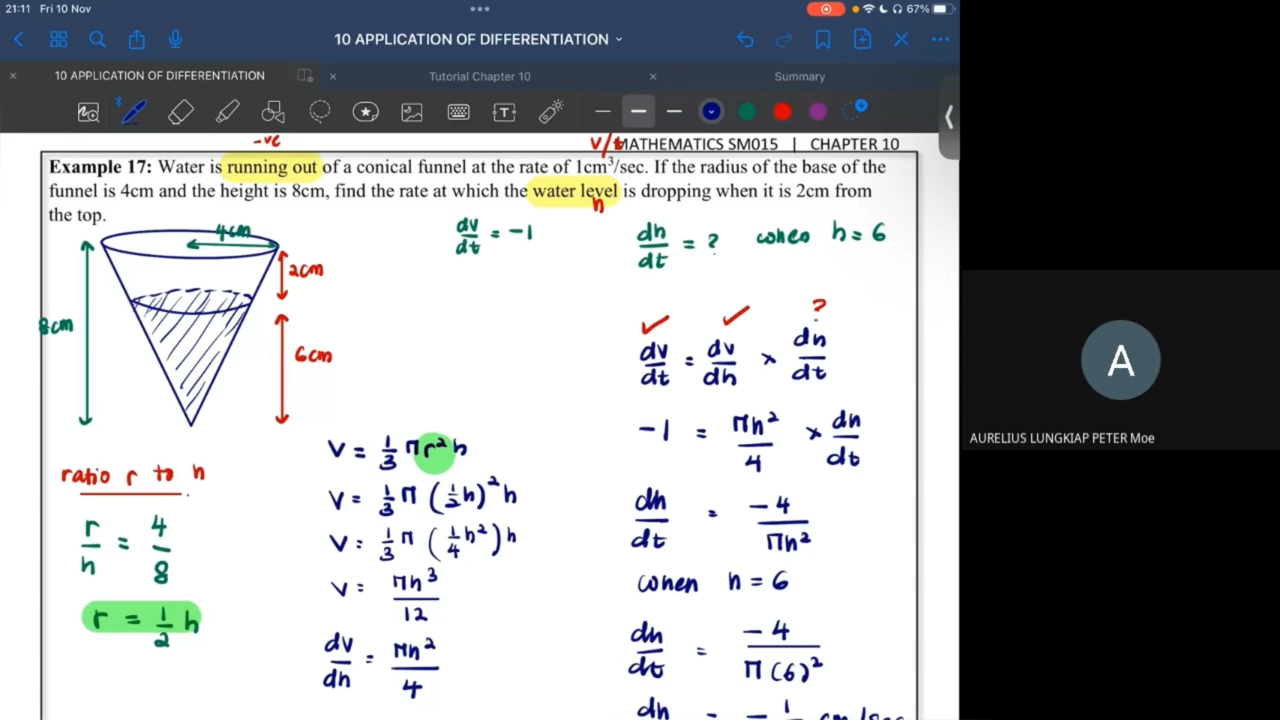 21:11 Fri 10 Nov
67%
10 APPLICATION OF DIFFERENTIATION
10 APPLICATION OF DIFFERENTIATION
Tutorial Chapter 10
Summary
MATHEMATICS SM015 | CHAPTER 10
-ve
v/t
Example 17: Water is running out of a conical funnel at the rate of 1cm³/sec. If the radius of the base of the
funnel is 4cm and the height is 8cm, find the rate at which the water level is dropping when it is 2cm from
h
the top.
4cm
2cm
8cm
6cm
dv/dt = -1
dh/dt = ? when h = 6
ratio r to h
r/h = 4/8
r = 1/2 h
V = 1/3 πr²h
V = 1/3 π (1/2 h)² h
V = 1/3 π (1/4 h²) h
V = πh³/12
dv/dh = πh²/4
?
dv/dt = dv/dh × dh/dt
-1 = πh²/4 × dh/dt
dh/dt = -4/πh²
when h = 6
dh/dt = -4/π(6)²
A
AURELIUS LUNGKIAP PETER Moe